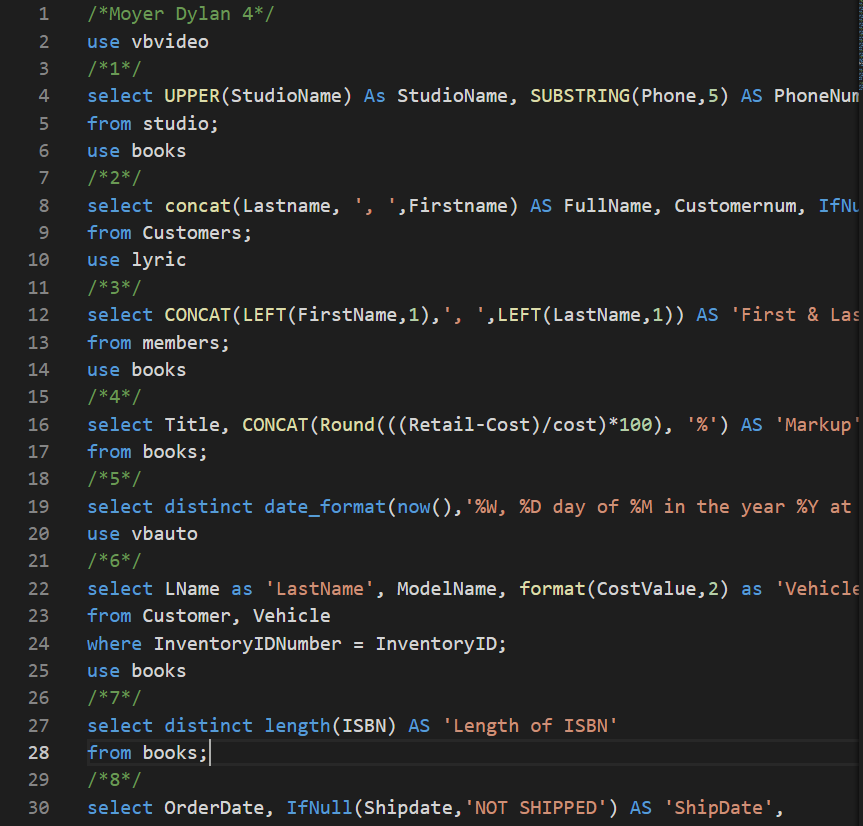 1 /*Moyer Dylan 4*/
2 use vbvideo
3 /*1*/
4 select UPPER(StudioName) As StudioName, SUBSTRING(Phone,5) AS PhoneNum
5 from studio;
6 use books
7 /*2*/
8 select concat(Lastname, ', ',Firstname) AS FullName, Customernum, IfNu
9 from Customers;
10 use lyric
11 /*3*/
12 select CONCAT(LEFT(FirstName,1),', ',LEFT(LastName,1)) AS 'First & Las
13 from members;
14 use books
15 /*4*/
16 select Title, CONCAT(Round(((Retail-Cost)/cost)*100), '%') AS 'Markup'
17 from books;
18 /*5*/
19 select distinct date_format(now(),'%W, %D day of %M in the year %Y at
20 use vbauto
21 /*6*/
22 select LName as 'LastName', ModelName, format(CostValue,2) as 'Vehicle
23 from Customer, Vehicle
24 where InventoryIDNumber = InventoryID;
25 use books
26 /*7*/
27 select distinct length(ISBN) AS 'Length of ISBN'
28 from books;
29 /*8*/
30 select OrderDate, IfNull(Shipdate,'NOT SHIPPED') AS 'ShipDate',